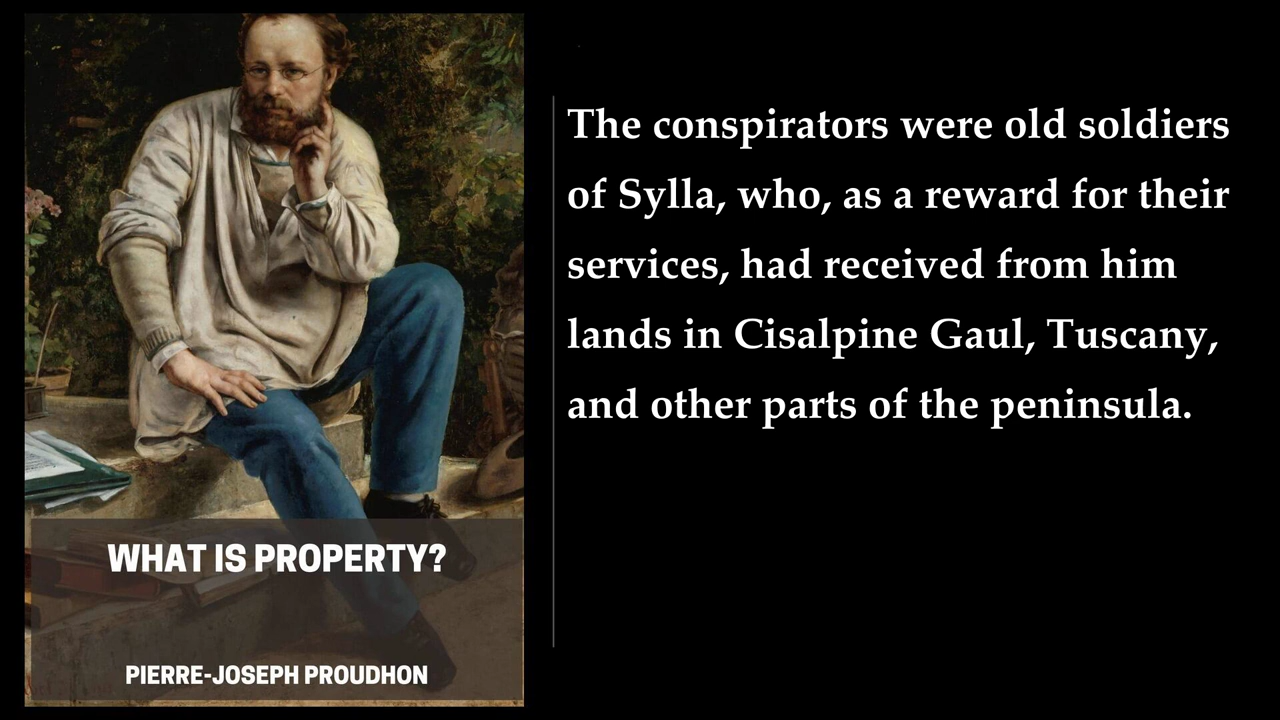 WHAT IS PROPERTY?
PIERRE-JOSEPH PROUDHON
The conspirators were old soldiers
of Sylla, who, as a reward for their
services, had received from him
lands in Cisalpine Gaul, Tuscany,
and other parts of the peninsula.